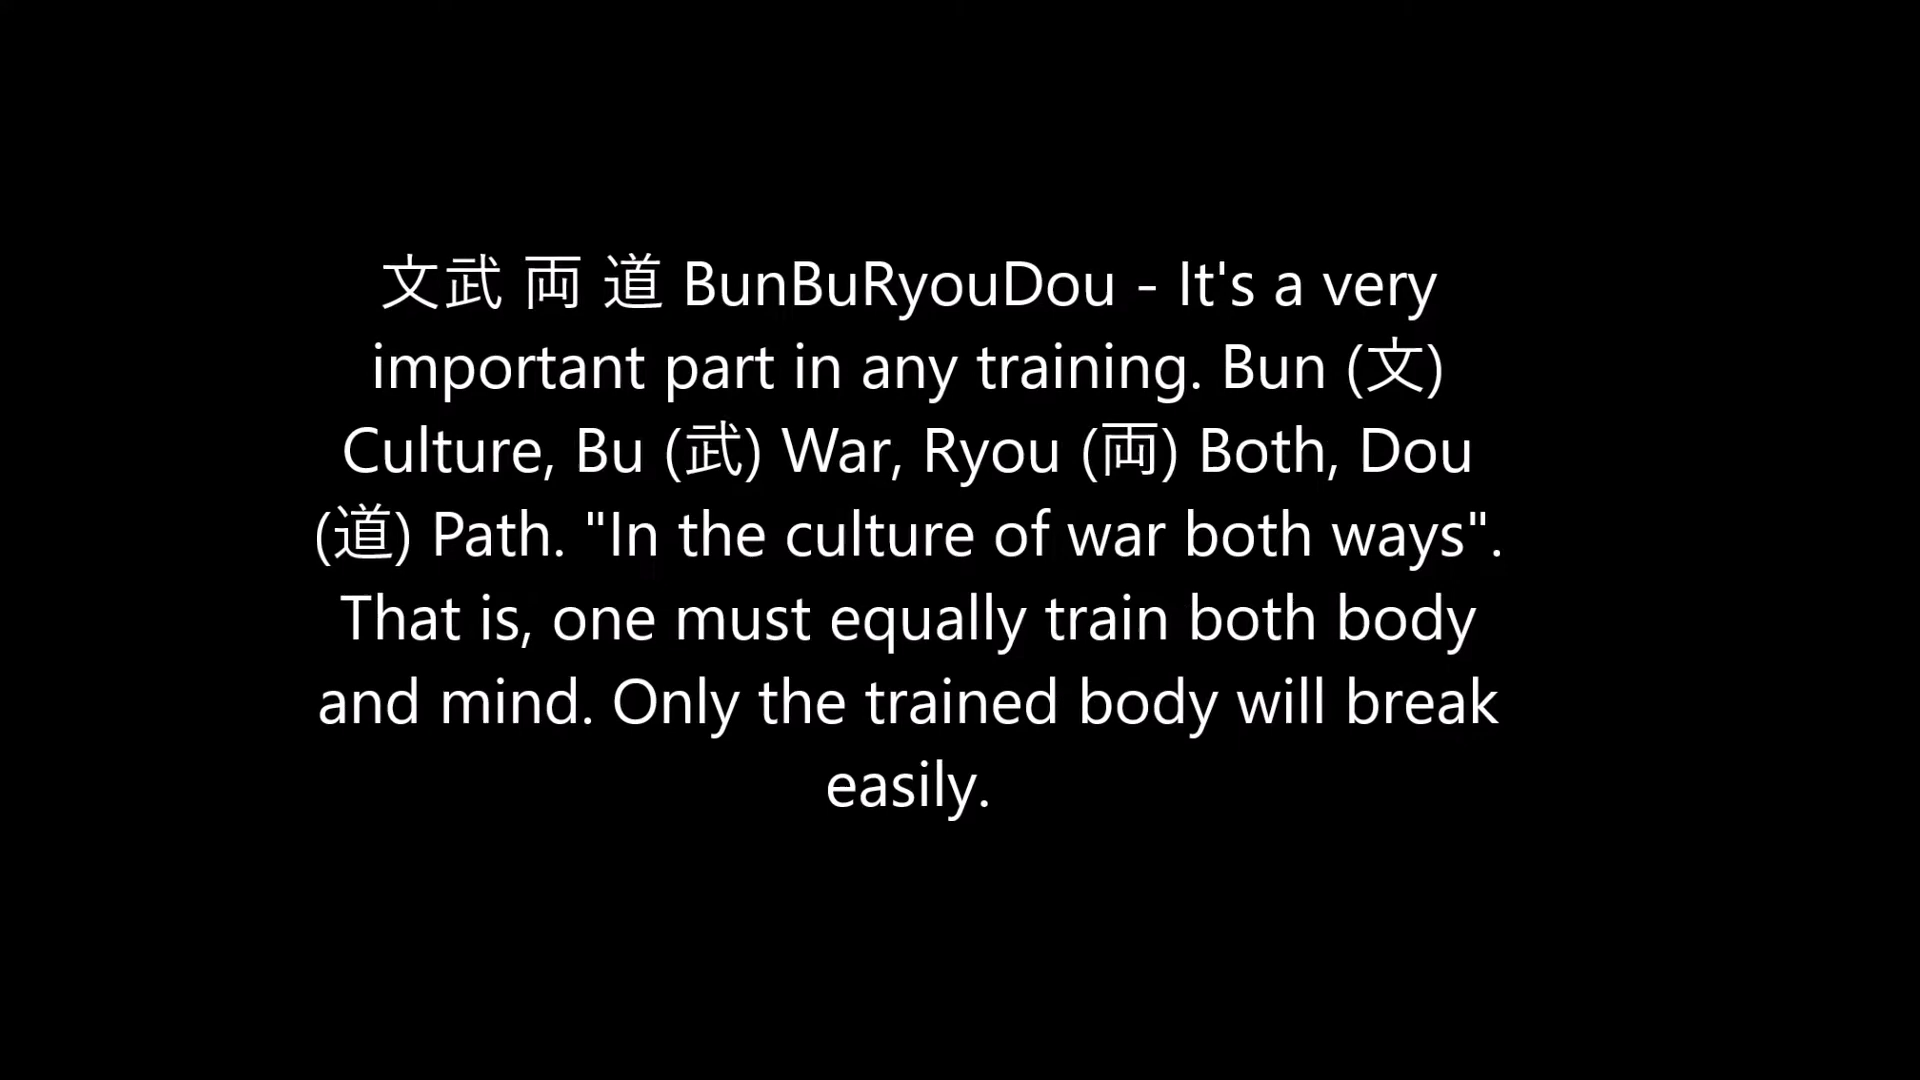 文武 両 道 BunBuRyouDou - It's a very
important part in any training. Bun (文)
Culture, Bu (武) War, Ryou (両) Both, Dou
(道) Path. "In the culture of war both ways".
That is, one must equally train both body
and mind. Only the trained body will break
easily.